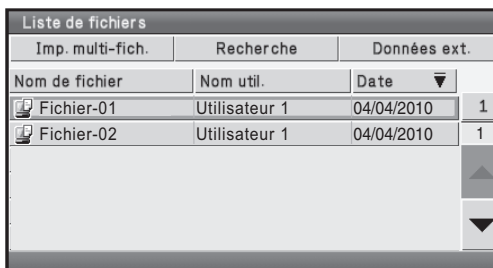 Liste de fichiers
Imp. multi-fich. Recherche Données ext.
Nom de fichier Nom util. Date
Fichier-01 Utilisateur 1 04/04/2010 1
Fichier-02 Utilisateur 1 04/04/2010 1